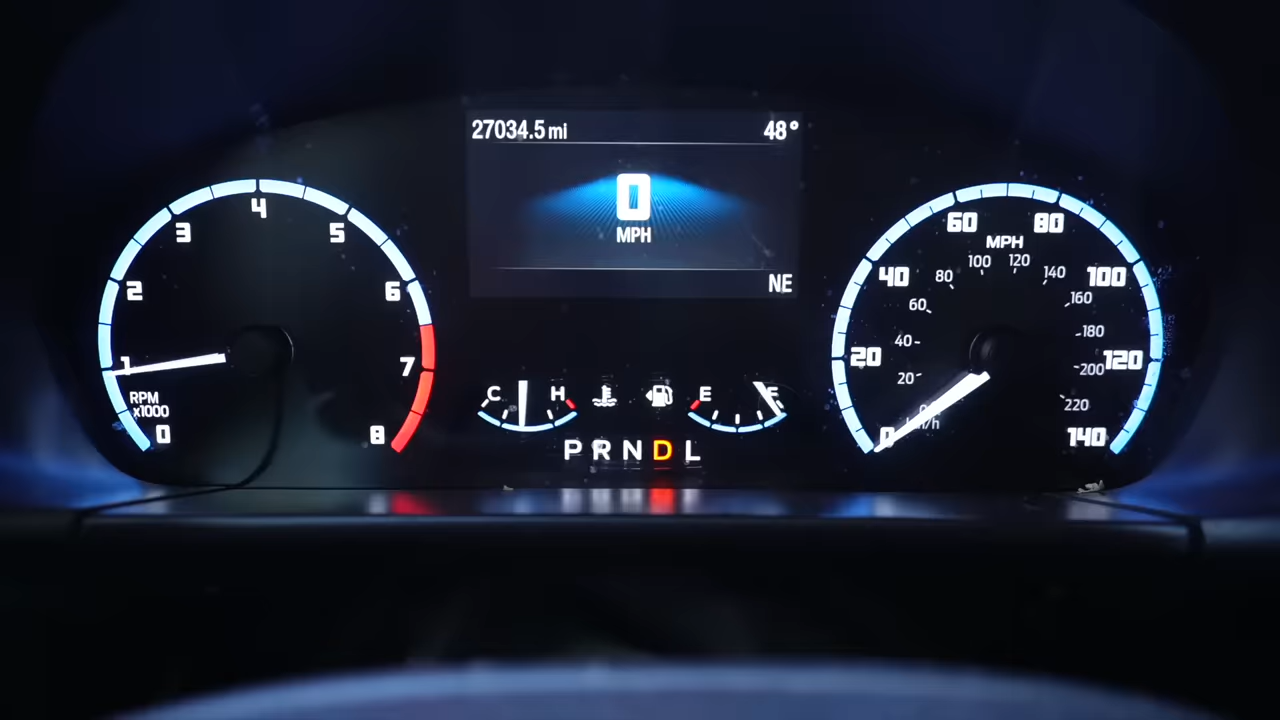 27034.5 mi 48°
0
MPH
NE
0 1 2 3 4 5 6 7 8
RPM
x1000
C H
E F
P R N D L
0 20 40 60 80 100 120 140
MPH
20 40 60 80 100 120 140 160 180 200 220
km/h